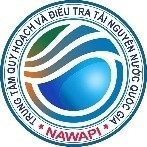 TRUNG TÂM QUY HOẠCH VÀ ĐIỀU TRA TÀI NGUYÊN NƯỚC QUỐC GIA
NAWAPI